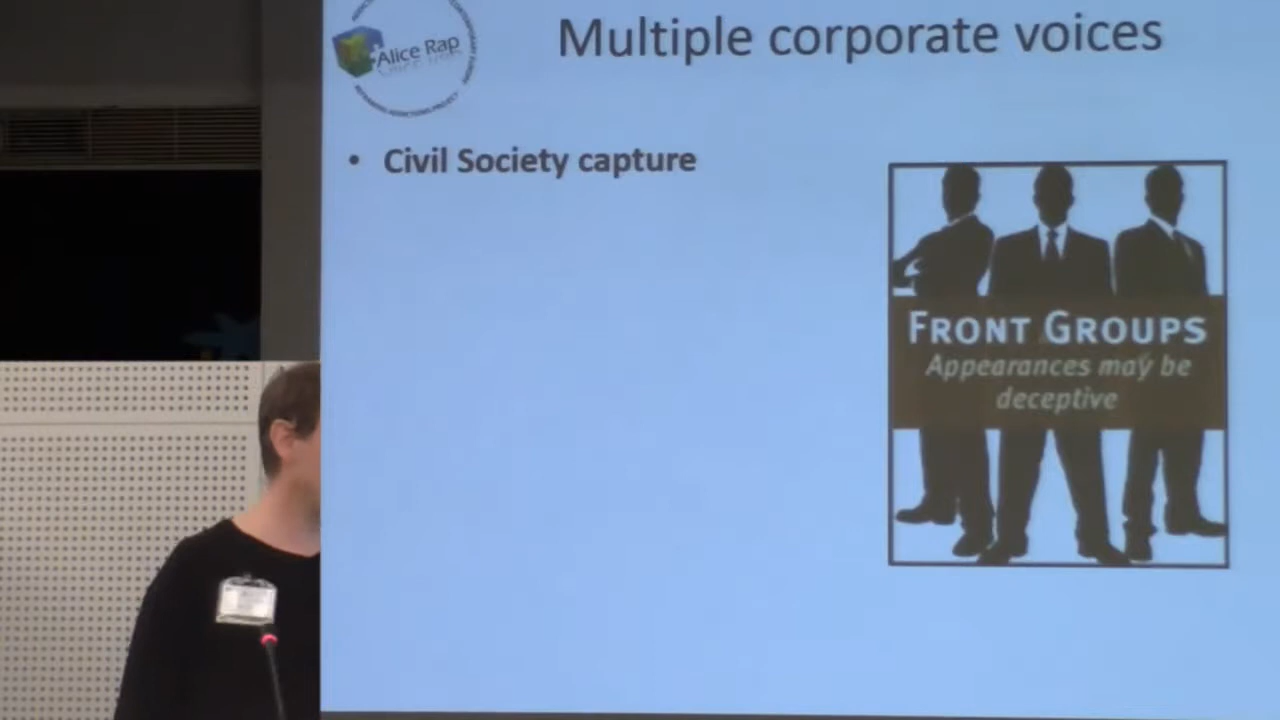 Alice Rap
Multiple corporate voices
• Civil Society capture
FRONT GROUPS
Appearances may be
deceptive